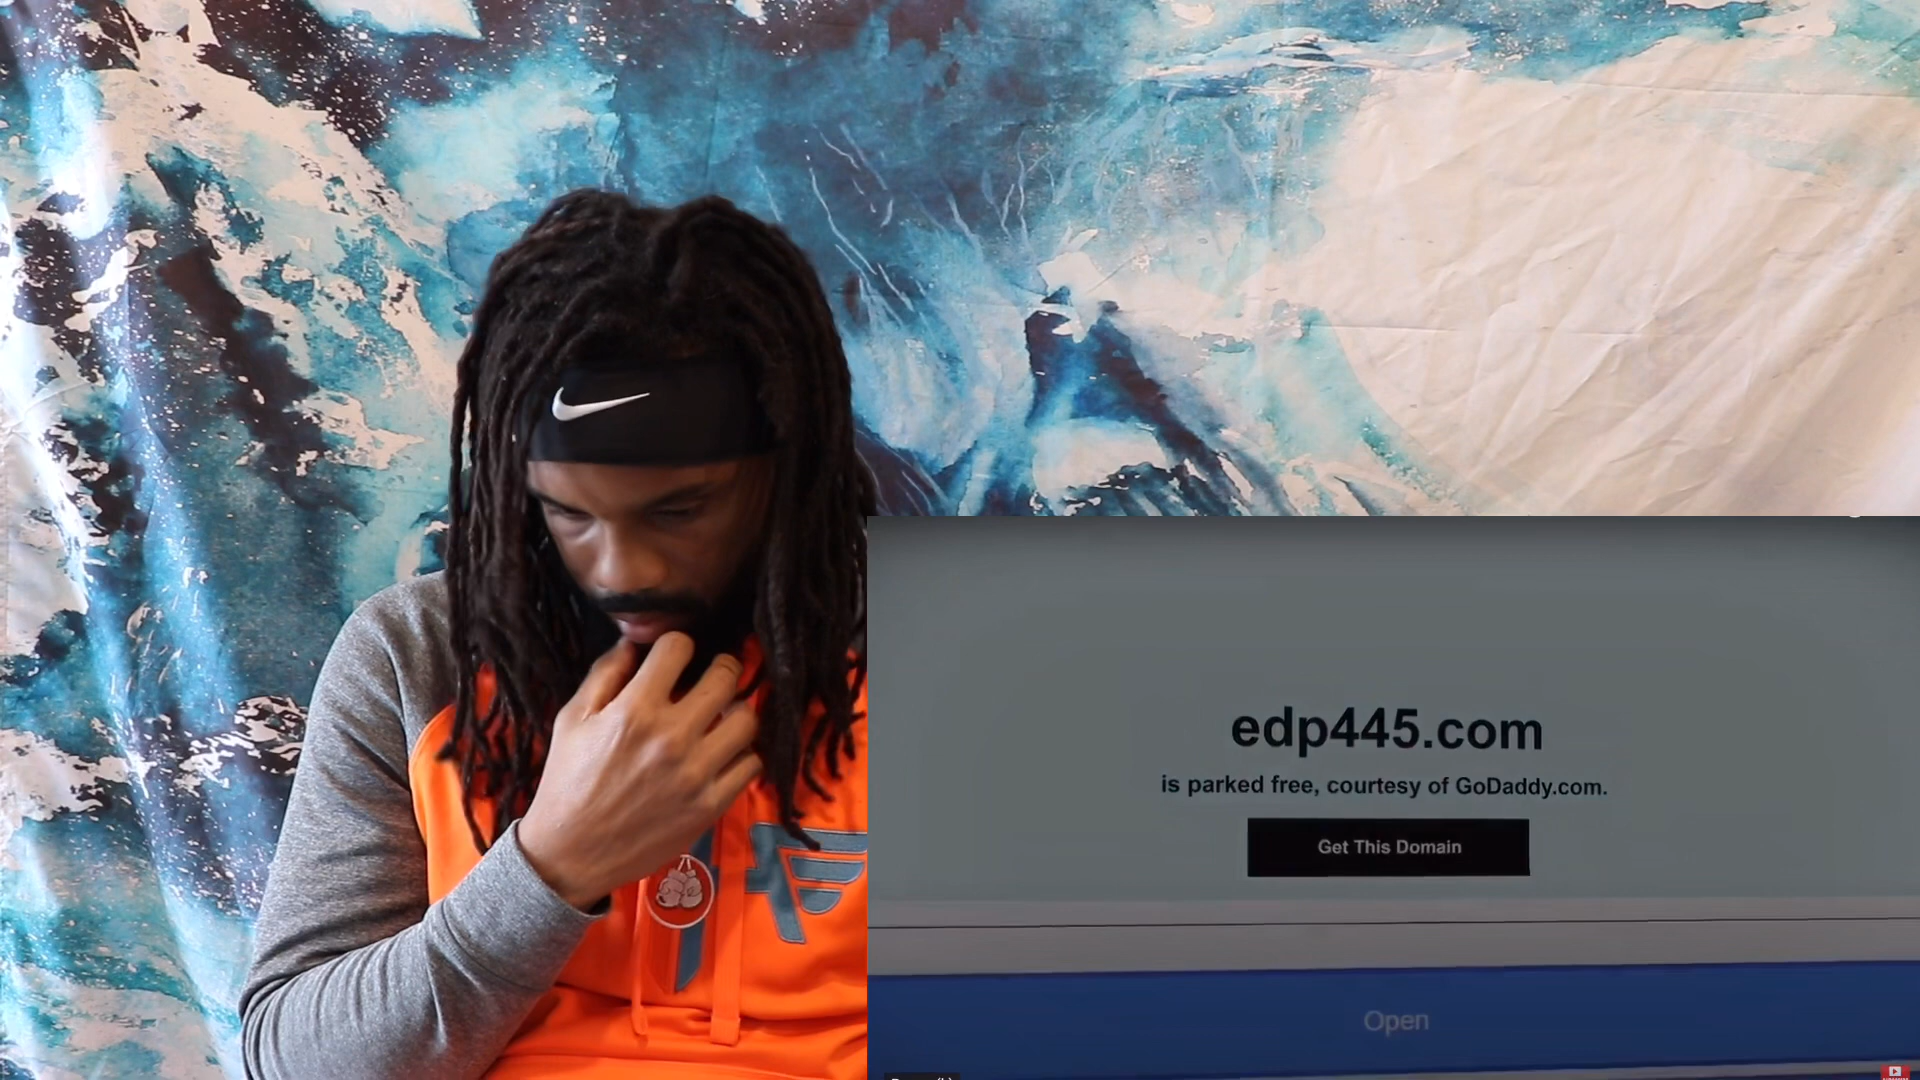 edp445.com
is parked free, courtesy of GoDaddy.com.
Get This Domain
Open